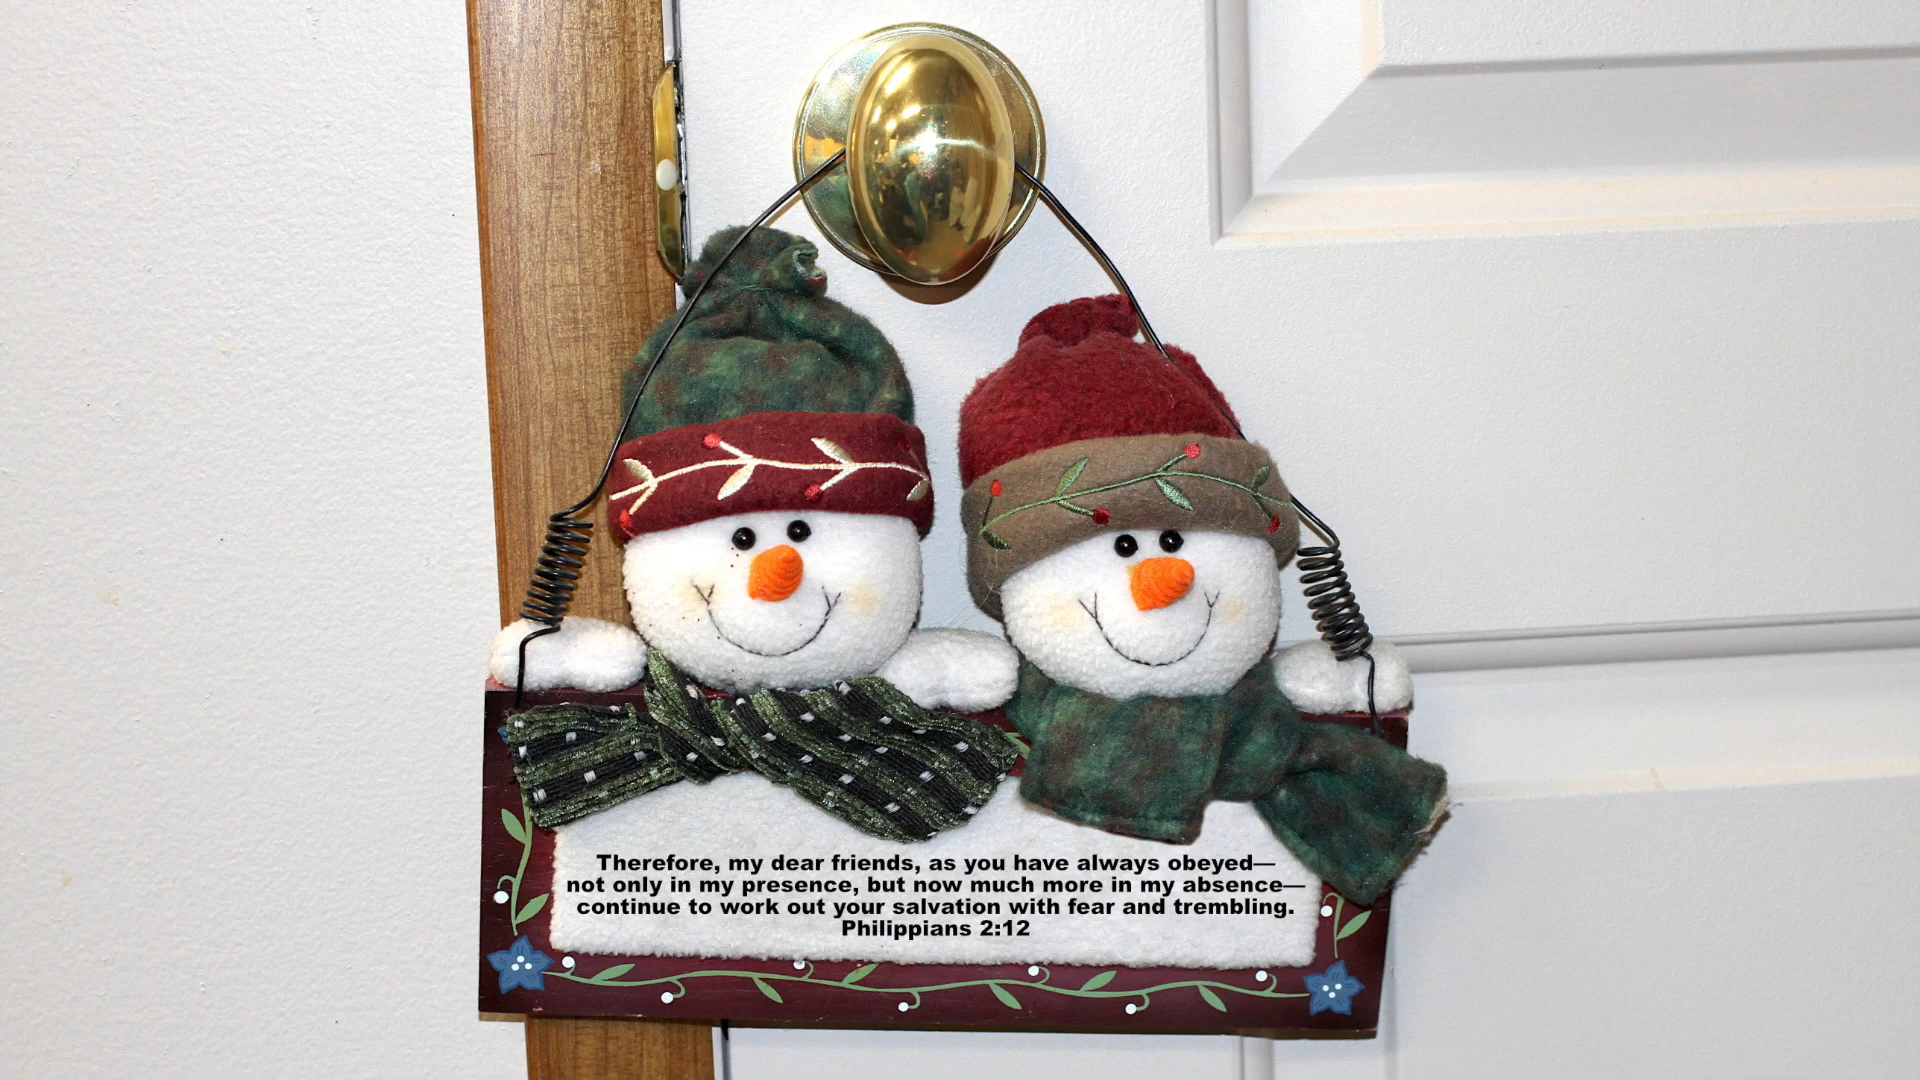 Therefore, my dear friends, as you have always obeyed—
not only in my presence, but now much more in my absence—
continue to work out your salvation with fear and trembling.
Philippians 2:12